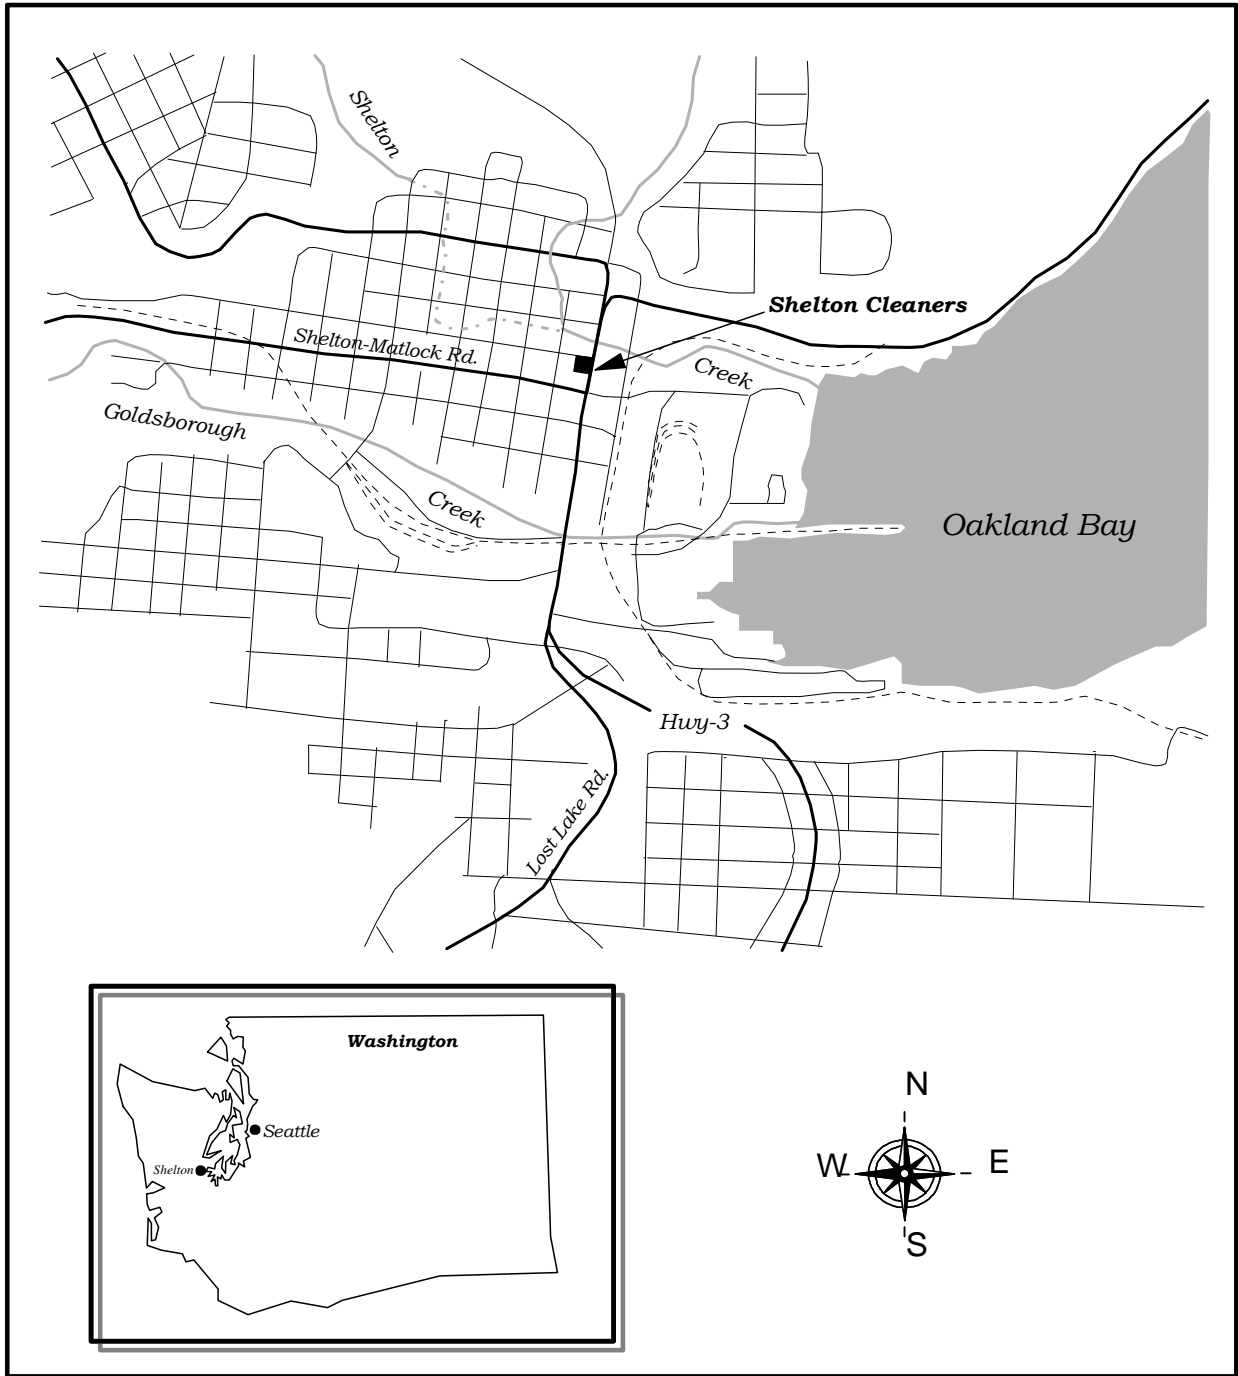 Shelton
Shelton Cleaners
Shelton-Matlock Rd.
Creek
Goldsborough
Creek
Oakland Bay
Hwy-3
Lost Lake Rd.
Washington
Seattle
Shelton
N
W
E
S